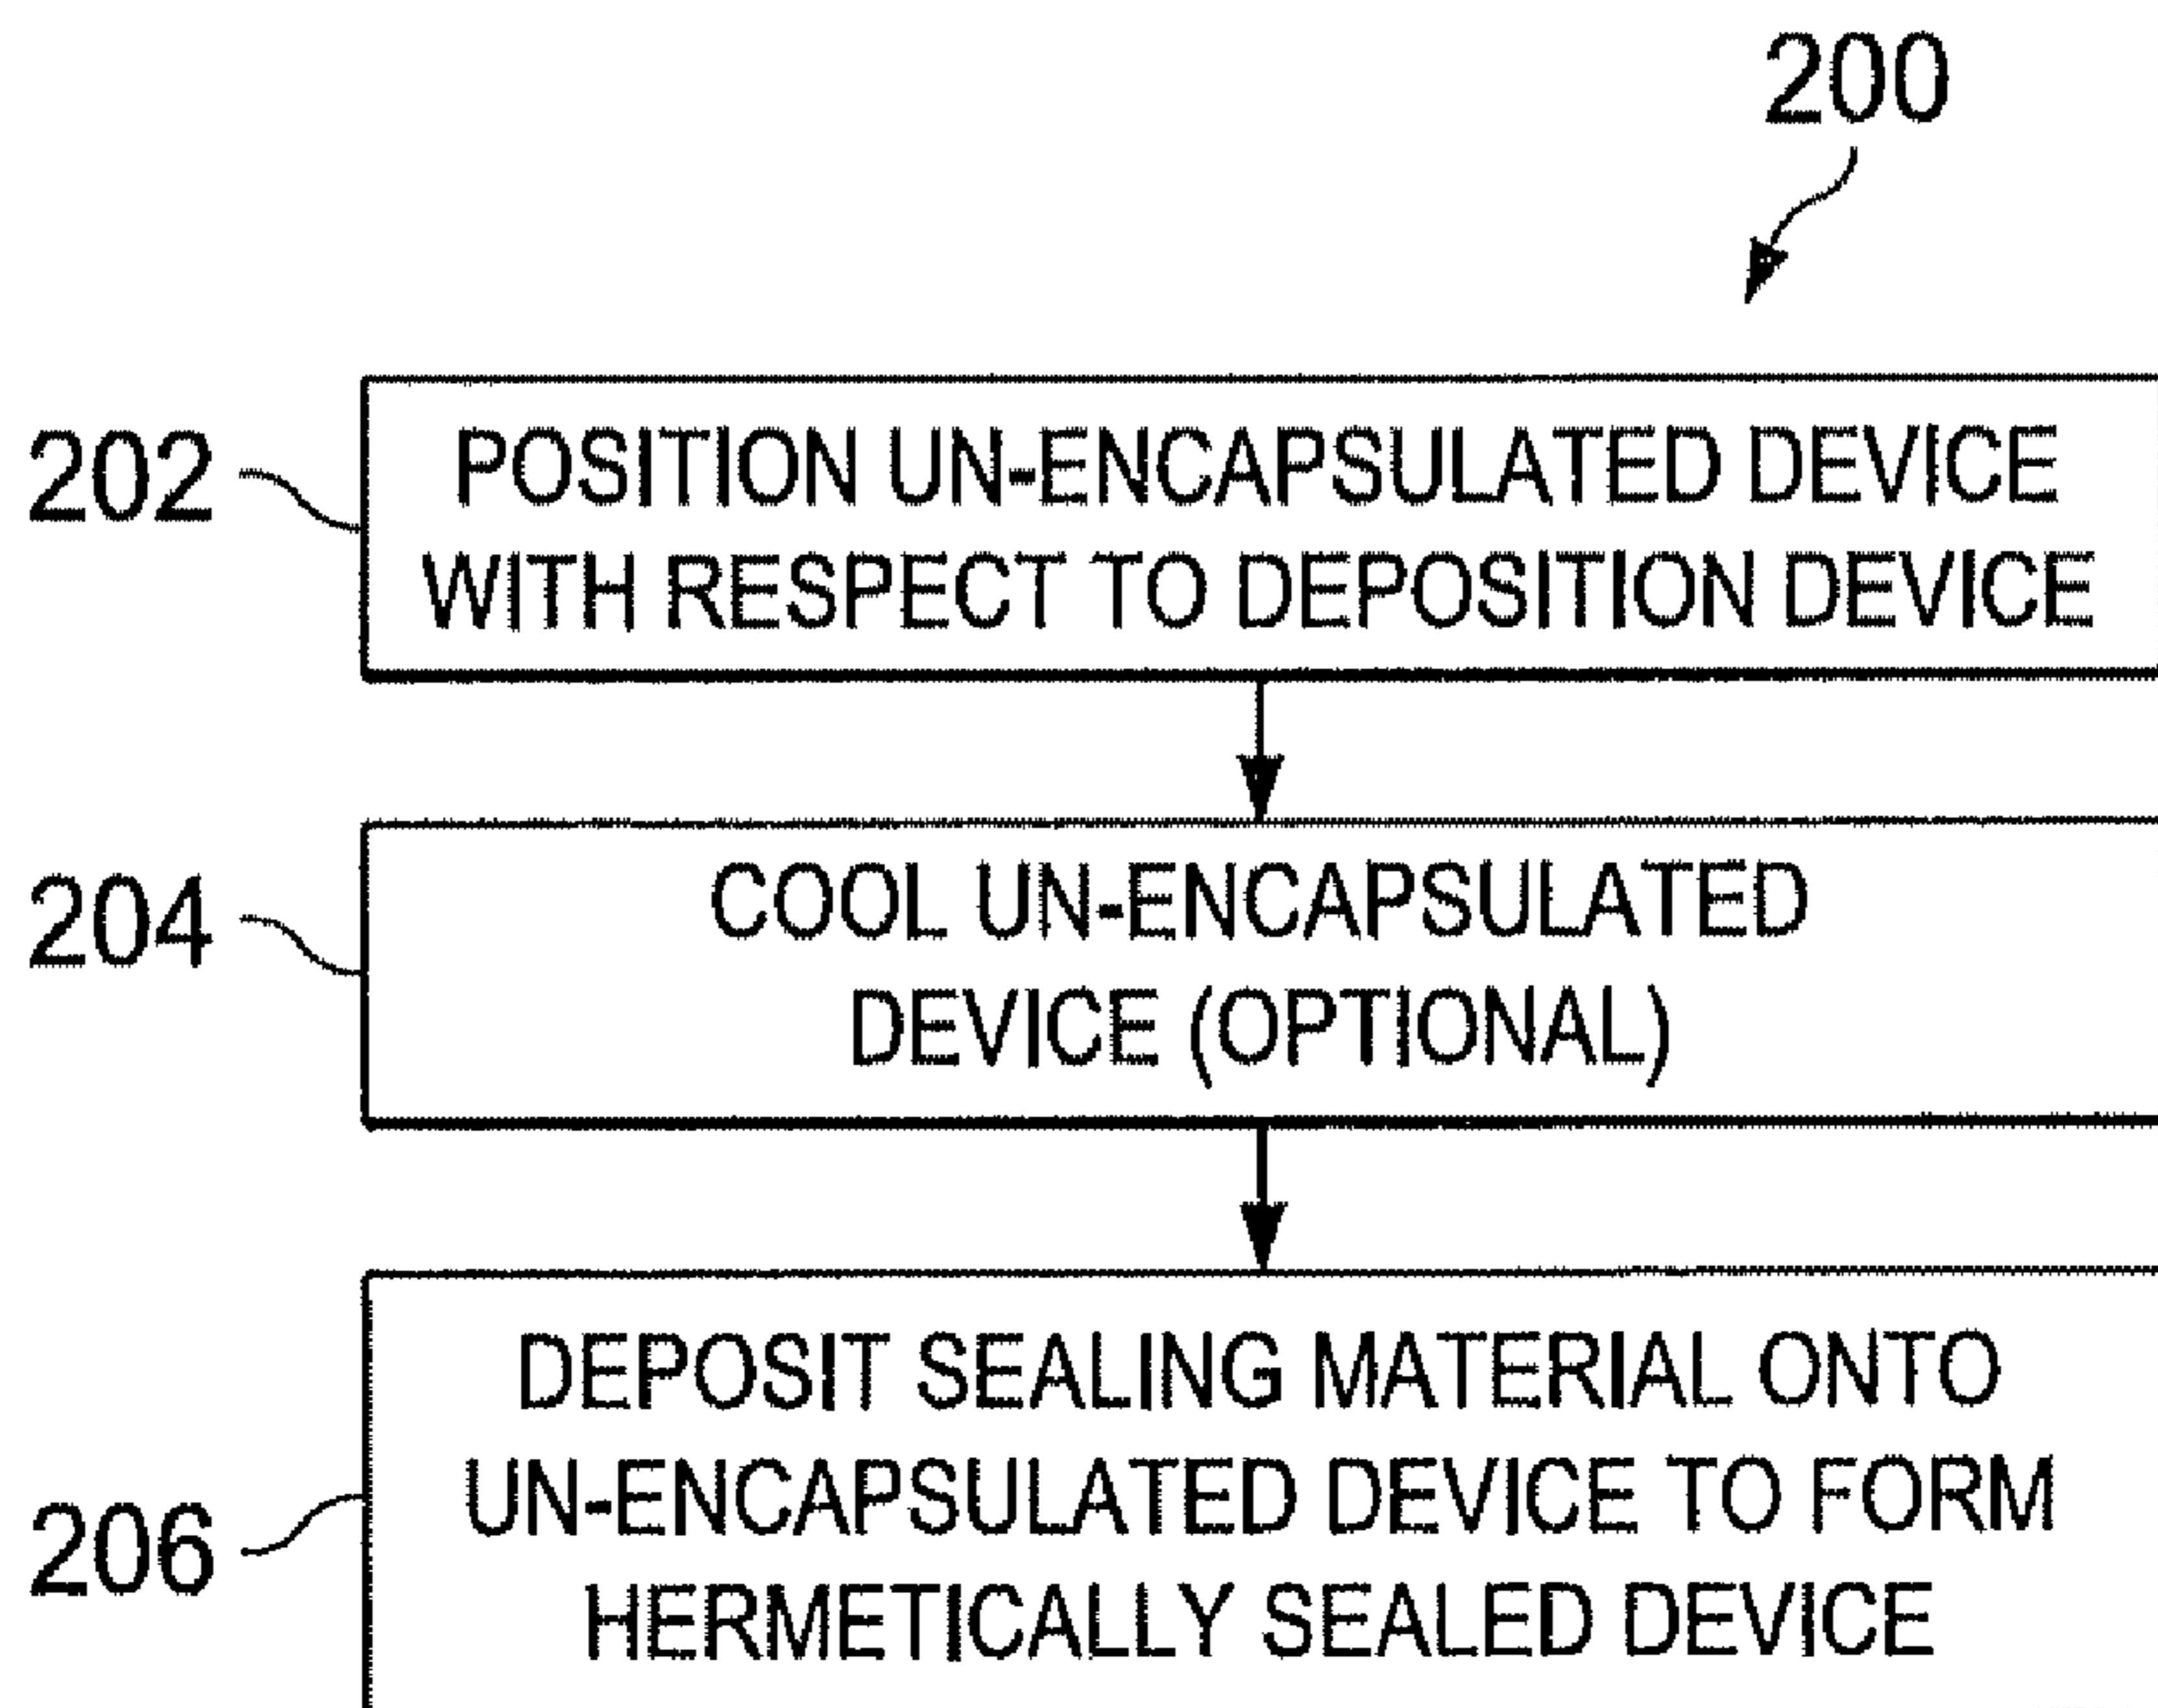 200
202
POSITION UN-ENCAPSULATED DEVICE
WITH RESPECT TO DEPOSITION DEVICE
204
COOL UN-ENCAPSULATED
DEVICE (OPTIONAL)
206
DEPOSIT SEALING MATERIAL ONTO
UN-ENCAPSULATED DEVICE TO FORM
HERMETICALLY SEALED DEVICE